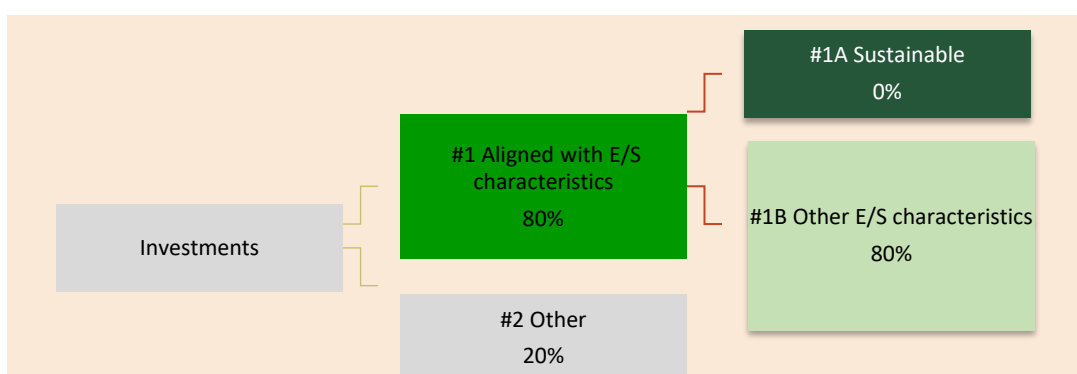 Investments
#1 Aligned with E/S
characteristics
80%
#2 Other
20%
#1A Sustainable
0%
#1B Other E/S characteristics
80%